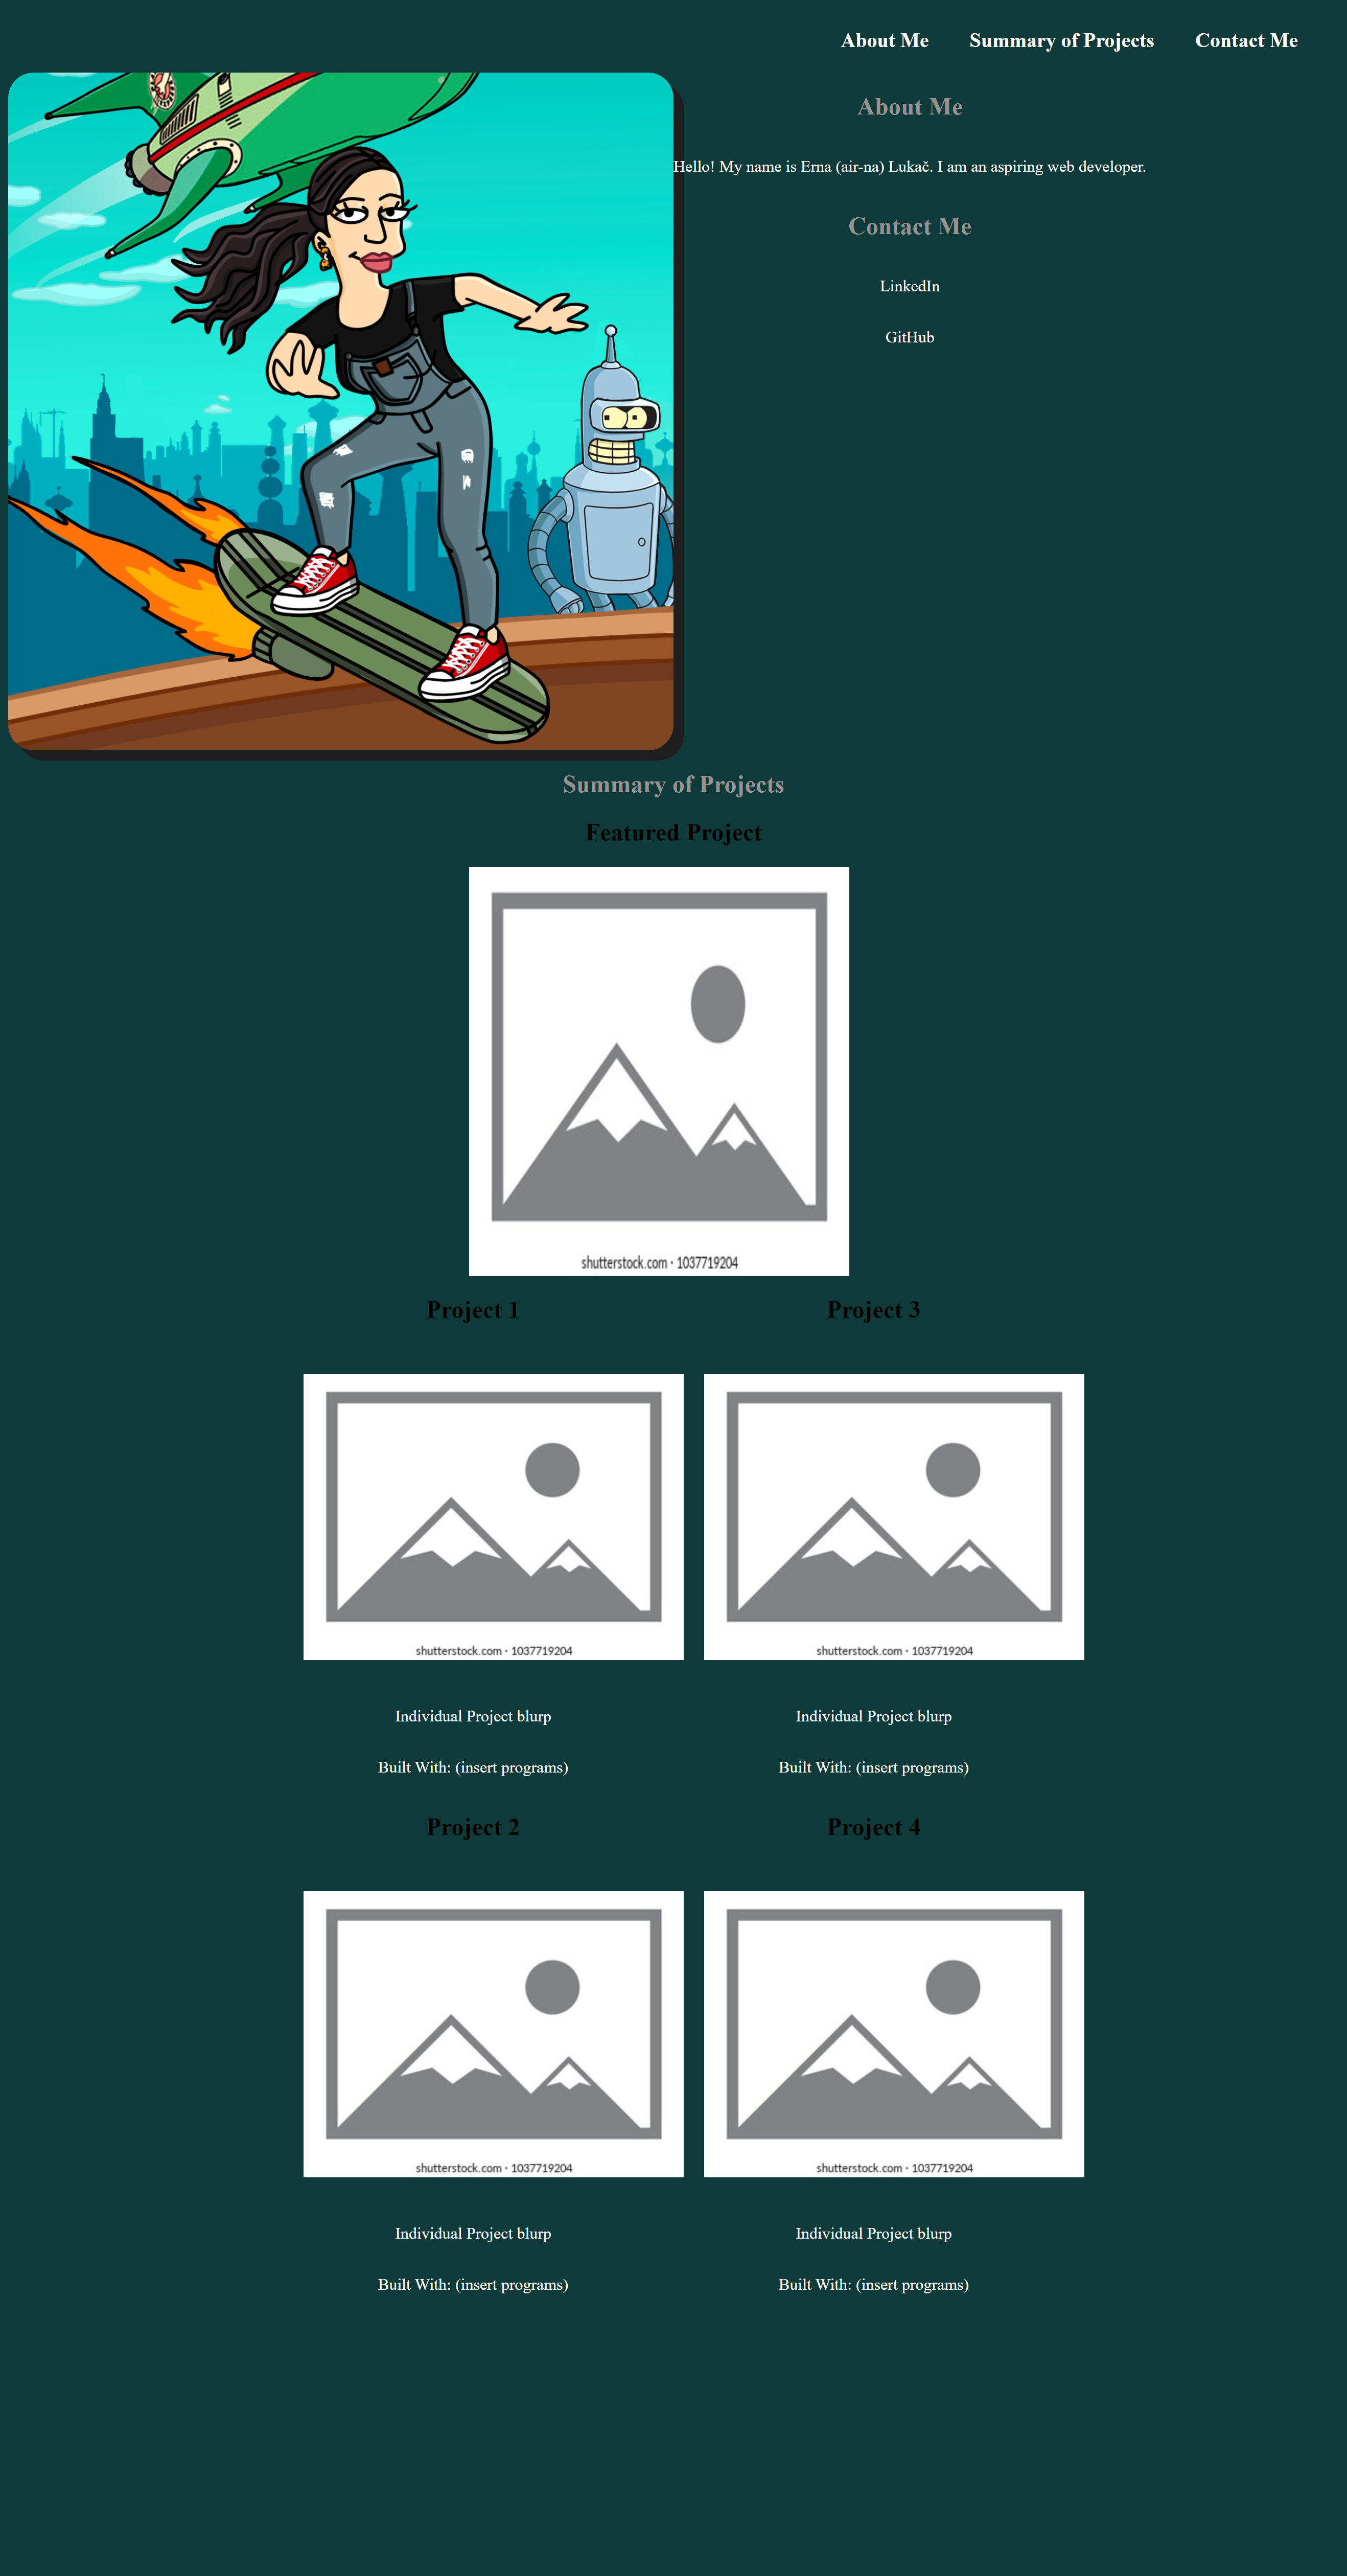 About Me Summary of Projects Contact Me
About Me
Hello! My name is Erna (air-na) Lukač. I am an aspiring web developer.
Contact Me
LinkedIn
GitHub
Summary of Projects
Featured Project
shutterstock.com · 1037719204
Project 1 Project 3
shutterstock.com · 1037719204 shutterstock.com · 1037719204
Individual Project blurp Individual Project blurp
Built With: (insert programs) Built With: (insert programs)
Project 2 Project 4
shutterstock.com · 1037719204 shutterstock.com · 1037719204
Individual Project blurp Individual Project blurp
Built With: (insert programs) Built With: (insert programs)